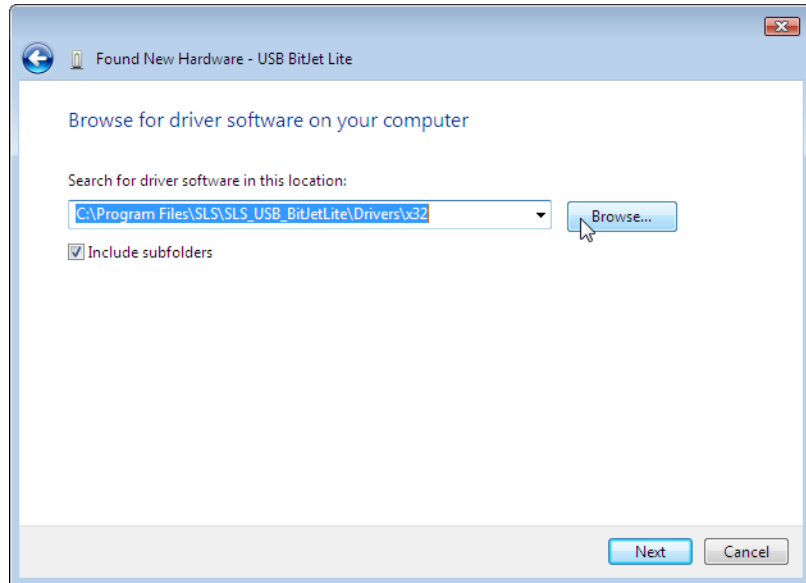 Found New Hardware - USB BitJet Lite
Browse for driver software on your computer
Search for driver software in this location:
C:\Program Files\SLS\SLS_USB_BitJetLite\Drivers\x32
Browse...
Include subfolders
Next
Cancel